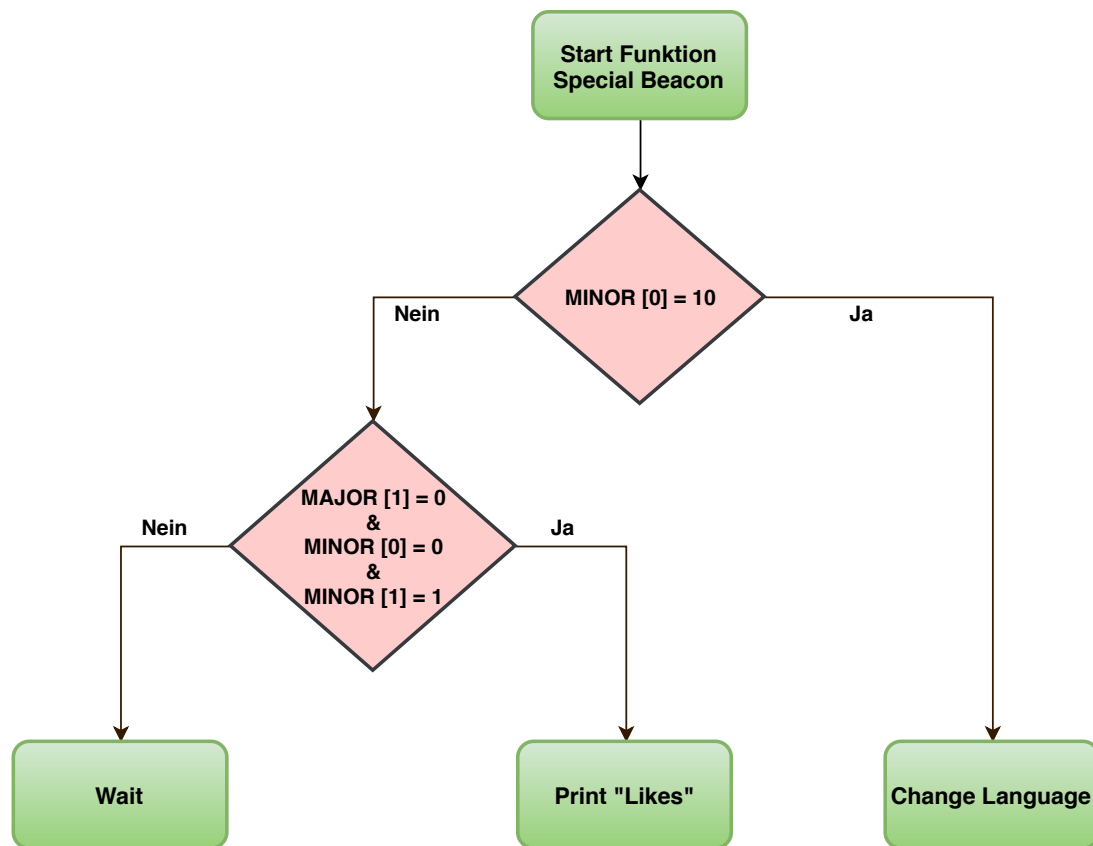 Start Funktion
Special Beacon
MINOR [0] = 10
Nein
Ja
MAJOR [1] = 0
&
MINOR [0] = 0
&
MINOR [1] = 1
Nein
Ja
Wait
Print "Likes"
Change Language